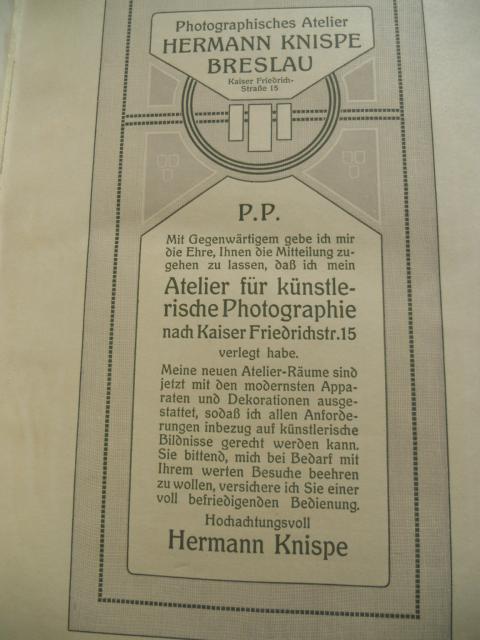 Photographisches Atelier
HERMANN KNISPE
BRESLAU
Kaiser Friedrich-
Straße 15
P.P.
Mit Gegenwärtigem gebe ich mir
die Ehre, Ihnen die Mitteilung zu-
gehen zu lassen, daß ich mein
Atelier für künstle-
rische Photographie
nach Kaiser Friedrichstr. 15
verlegt habe.
Meine neuen Atelier-Räume sind
jetzt mit den modernsten Appa-
raten und Dekorationen ausge-
stattet, sodaß ich allen Anforde-
rungen inbezug auf künstlerische
Bildnisse gerecht werden kann.
Sie bittend, mich bei Bedarf mit
Ihrem werten Besuche beehren
zu wollen, versichere ich Sie einer
voll befriedigenden Bedienung.
Hochachtungsvoll
Hermann Knispe